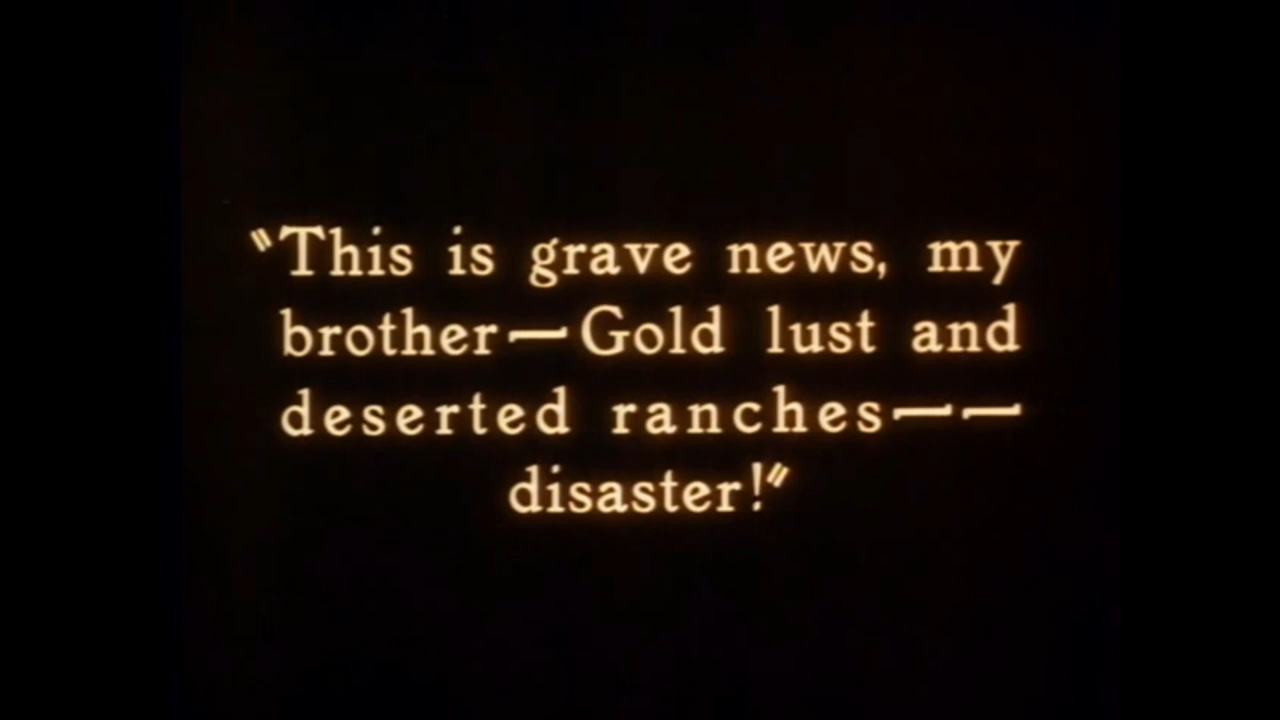 "This is grave news, my
brother—Gold lust and
deserted ranches——
disaster!"